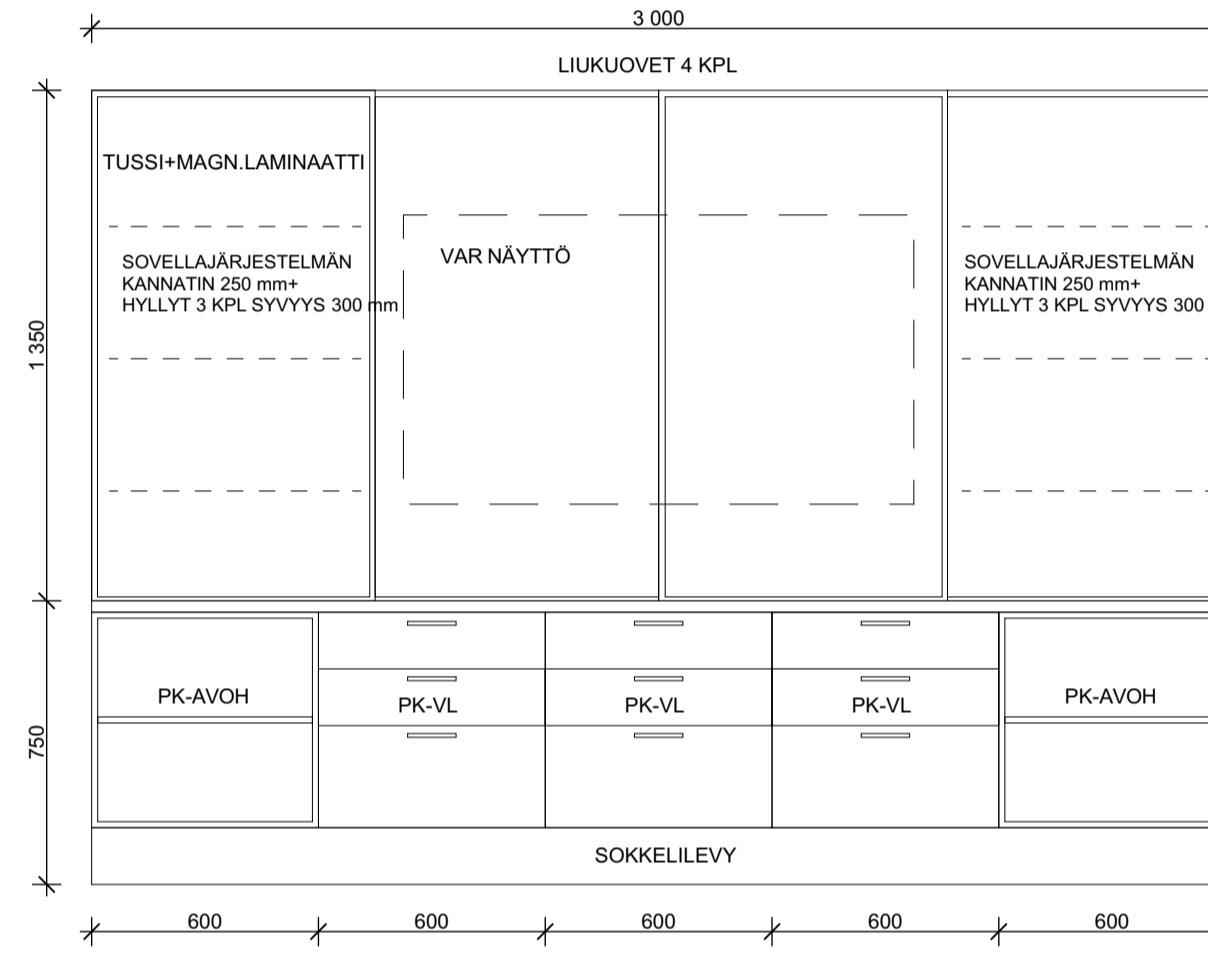 3 000
LIUKUOVET 4 KPL
TUSSI+MAGN.LAMINAATTI
SOVELLAJÄRJESTELMÄN
KANNATIN 250 mm+
HYLLYT 3 KPL SYVYYS 300 mm
VAR NÄYTTÖ
SOVELLAJÄRJESTELMÄN
KANNATIN 250 mm+
HYLLYT 3 KPL SYVYYS 300
1 350
PK-AVOH
PK-VL
PK-VL
PK-VL
PK-AVOH
750
SOKKELILEVY
600
600
600
600
600